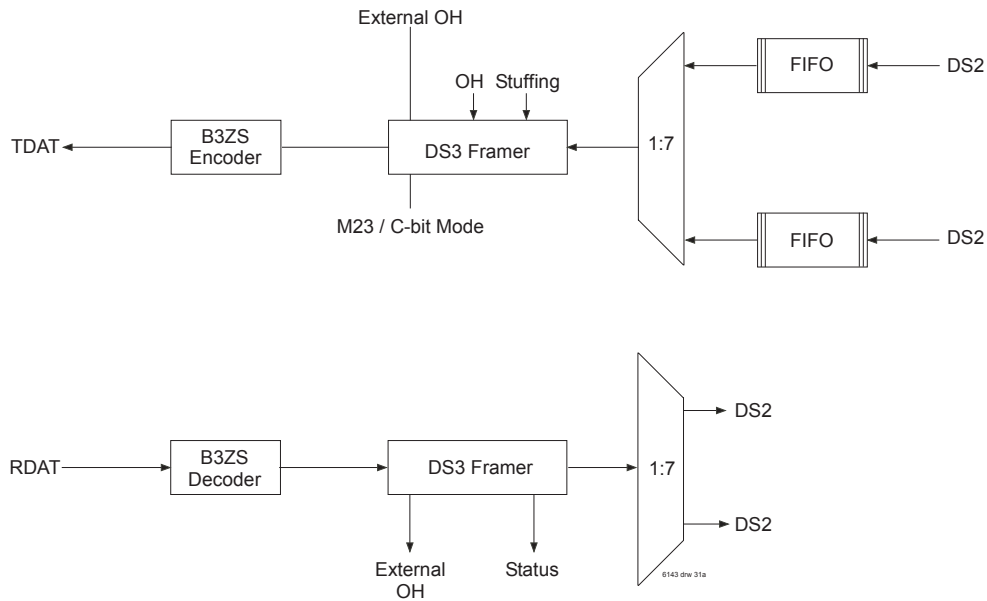 External OH
OH Stuffing
FIFO
DS2
TDAT
B3ZS
Encoder
DS3 Framer
1:7
M23 / C-bit Mode
FIFO
DS2
RDAT
B3ZS
Decoder
DS3 Framer
1:7
DS2
DS2
External
OH
Status
6143 drw 31a